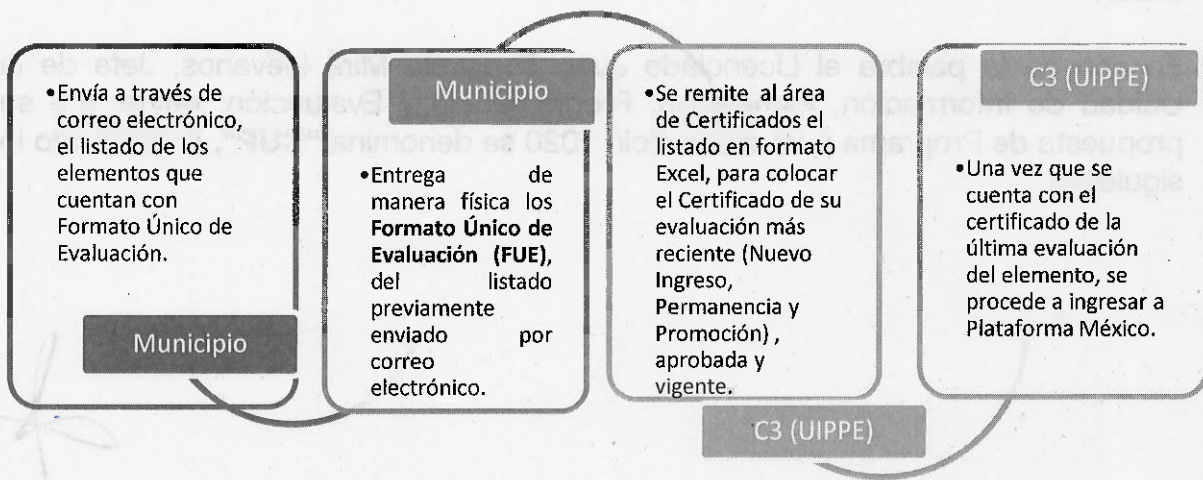 •Envía a través de
correo electrónico,
el listado de los
elementos que
cuentan con
Formato Único de
Evaluación.
Municipio
Municipio
•Entrega de
manera física los
Formato Único de
Evaluación (FUE),
del listado
previamente
enviado por
correo
electrónico.
•Se remite al área
de Certificados el
listado en formato
Excel, para colocar
el Certificado de su
evaluación más
reciente (Nuevo
Ingreso,
Permanencia y
Promoción) ,
aprobada y
vigente.
C3 (UIPPE)
C3 (UIPPE)
•Una vez que se
cuenta con el
certificado de la
última evaluación
del elemento, se
procede a ingresar a
Plataforma México.